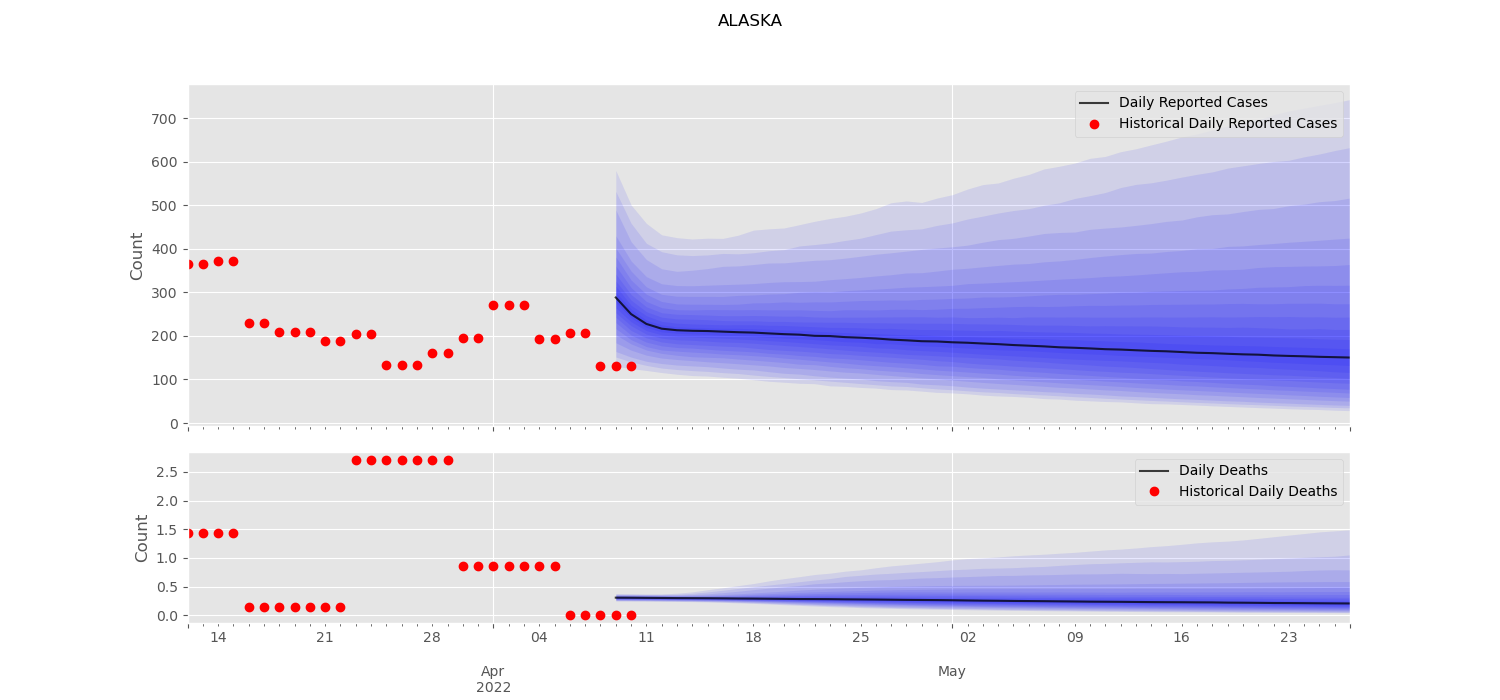 ALASKA
Daily Reported Cases
Historical Daily Reported Cases
700
600
500
400
300
200
100
0
Count
Daily Deaths
Historical Daily Deaths
2.5
2.0
1.5
1.0
0.5
0.0
Count
14 21 28 04 11 18 25 02 09 16 23
Apr May
2022